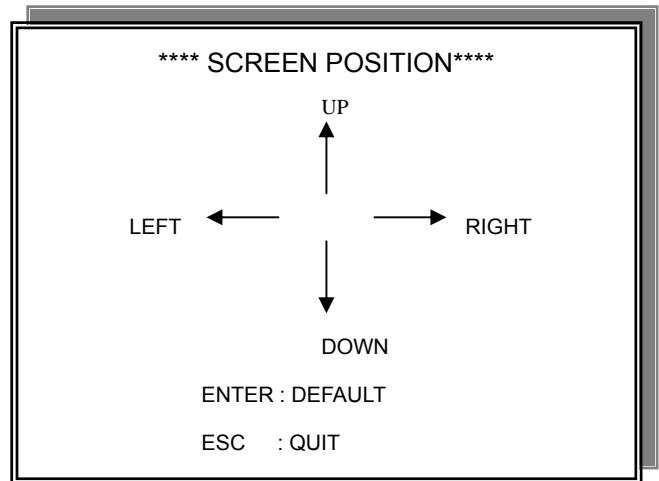 **** SCREEN POSITION****
UP
LEFT RIGHT
DOWN
ENTER : DEFAULT
ESC : QUIT